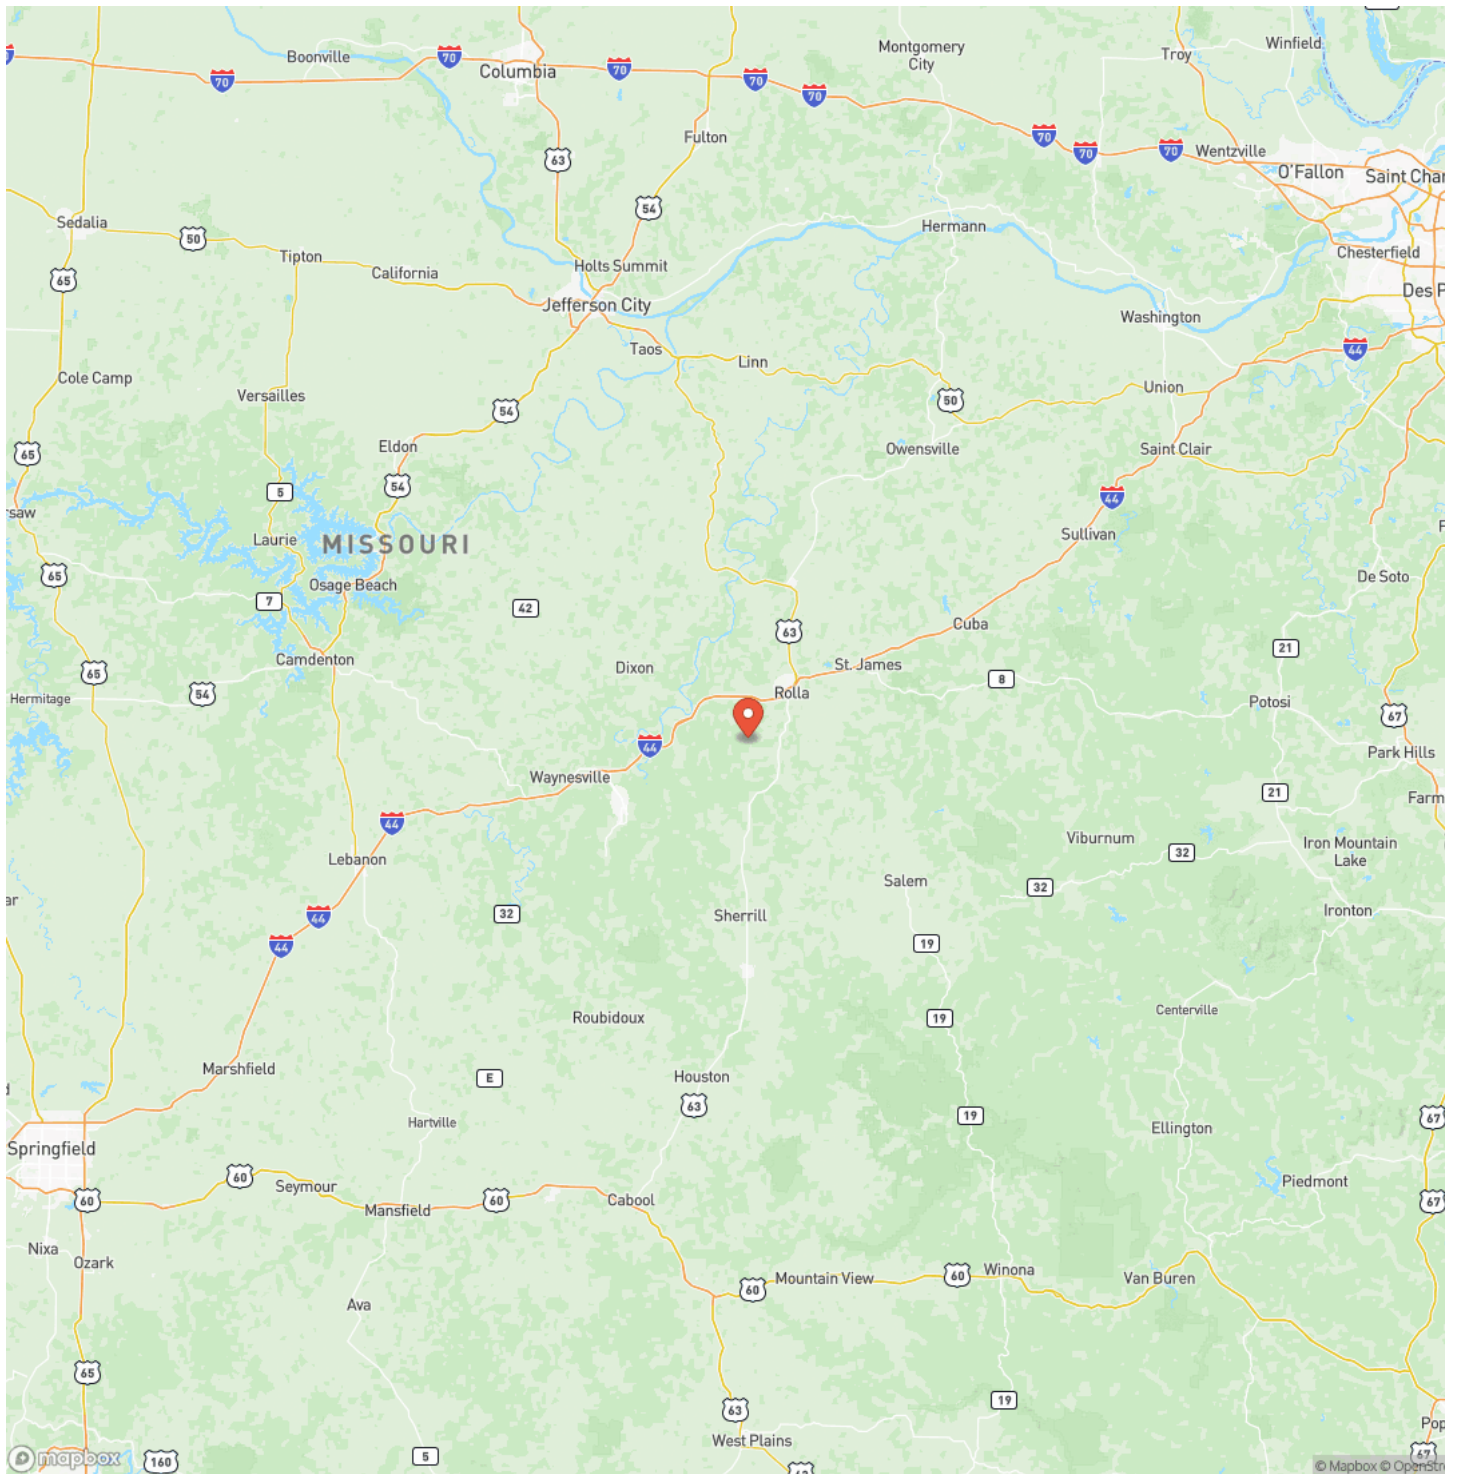 Montgomery
City
Winfield
Troy
Boonville
70
Columbia
70
70
70
70
Fulton
70
70
70
Wentzville
63
O'Fallon
Saint Char
54
Sedalia
50
Hermann
Tipton
Chesterfield
California
Holts Summit
65
Des P
Jefferson City
Washington
Taos
44
Linn
Cole Camp
Union
Versailles
50
54
Eldon
Owensville
Saint Clair
65
54
5
44
rsaw
Sullivan
Laurie
MISSOURI
65
De Soto
Osage Beach
7
42
Cuba
63
21
Camdenton
Dixon
St. James
65
8
54
Rolla
Hermitage
Potosi
67
44
Park Hills
Waynesville
21
Farm
44
Viburnum
Iron Mountain
Lake
32
Lebanon
Salem
32
ar
32
Sherrill
Ironton
44
44
19
Centerville
19
Roubidoux
Marshfield
E
Houston
63
19
67
Hartville
Ellington
Springfield
60
Piedmont
Seymour
60
60
Cabool
67
Mansfield
Nixa
Ozark
Winona
60
Mountain View
Van Buren
60
Ava
65
19
63
Pop
West Plains
5
67
160
63
mapbox
© Mapbox © OpenStre